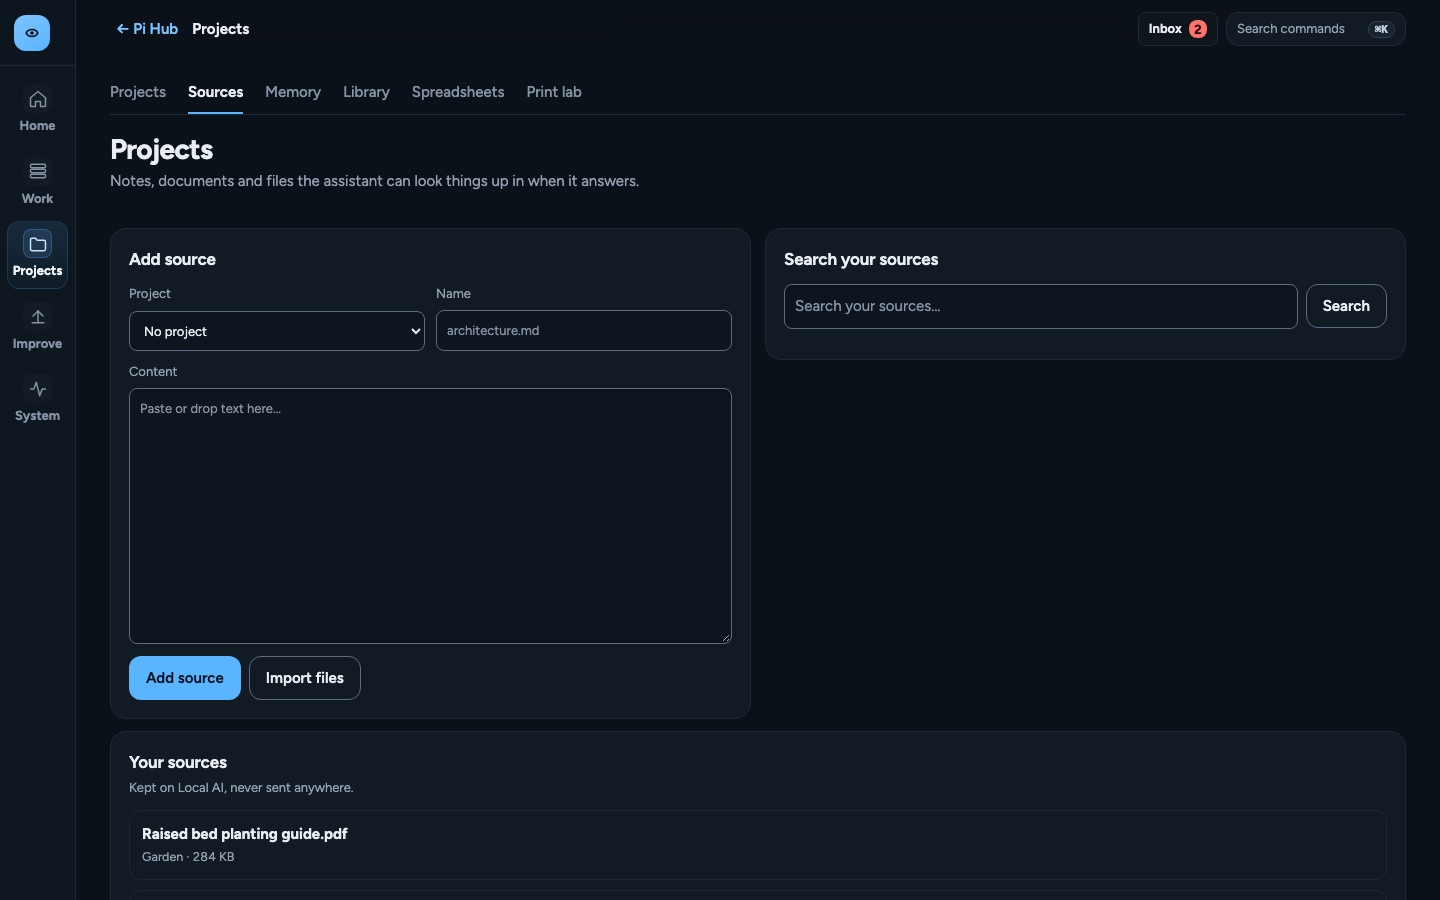 ← Pi Hub Projects
Inbox 2
Search commands ⌘K
Home
Work
Projects
Improve
System
Projects Sources Memory Library Spreadsheets Print lab
Projects
Notes, documents and files the assistant can look things up in when it answers.
Add source
Project
Name
No project
architecture.md
Content
Paste or drop text here...
Add source
Import files
Search your sources
Search your sources...
Search
Your sources
Kept on Local AI, never sent anywhere.
Raised bed planting guide.pdf
Garden · 284 KB